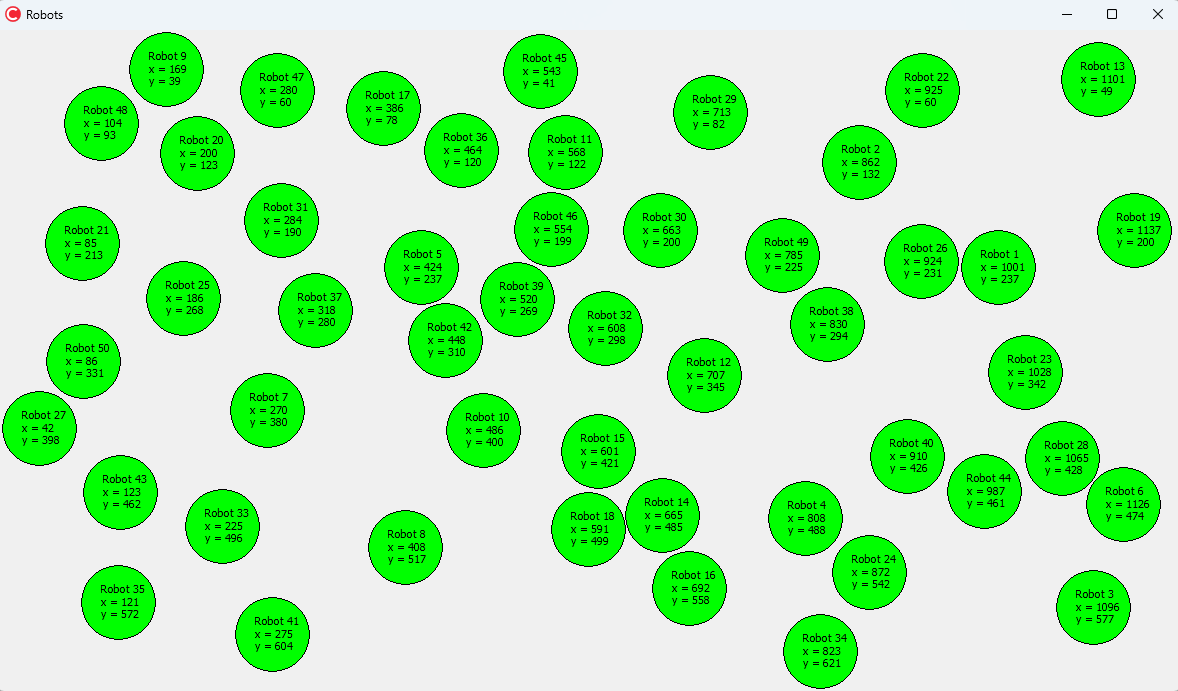 Robots
Robot 9
x = 169
y = 39
Robot 47
x = 280
y = 60
Robot 17
x = 386
y = 78
Robot 45
x = 543
y = 41
Robot 29
x = 713
y = 82
Robot 22
x = 925
y = 60
Robot 13
x = 1101
y = 49
Robot 48
x = 104
y = 93
Robot 20
x = 200
y = 123
Robot 36
x = 464
y = 120
Robot 11
x = 568
y = 122
Robot 2
x = 862
y = 132
Robot 21
x = 85
y = 213
Robot 31
x = 284
y = 190
Robot 5
x = 424
y = 237
Robot 46
x = 554
y = 199
Robot 30
x = 663
y = 200
Robot 49
x = 785
y = 225
Robot 26
x = 924
y = 231
Robot 1
x = 1001
y = 237
Robot 19
x = 1137
y = 200
Robot 25
x = 186
y = 268
Robot 37
x = 318
y = 280
Robot 39
x = 520
y = 269
Robot 42
x = 448
y = 310
Robot 32
x = 608
y = 298
Robot 38
x = 830
y = 294
Robot 50
x = 86
y = 331
Robot 12
x = 707
y = 345
Robot 23
x = 1028
y = 342
Robot 27
x = 42
y = 398
Robot 7
x = 270
y = 380
Robot 10
x = 486
y = 400
Robot 15
x = 601
y = 421
Robot 40
x = 910
y = 426
Robot 28
x = 1065
y = 428
Robot 43
x = 123
y = 462
Robot 44
x = 987
y = 461
Robot 6
x = 1126
y = 474
Robot 33
x = 225
y = 496
Robot 8
x = 408
y = 517
Robot 18
x = 591
y = 499
Robot 14
x = 665
y = 485
Robot 4
x = 808
y = 488
Robot 35
x = 121
y = 572
Robot 16
x = 692
y = 558
Robot 24
x = 872
y = 542
Robot 3
x = 1096
y = 577
Robot 41
x = 275
y = 604
Robot 34
x = 823
y = 621